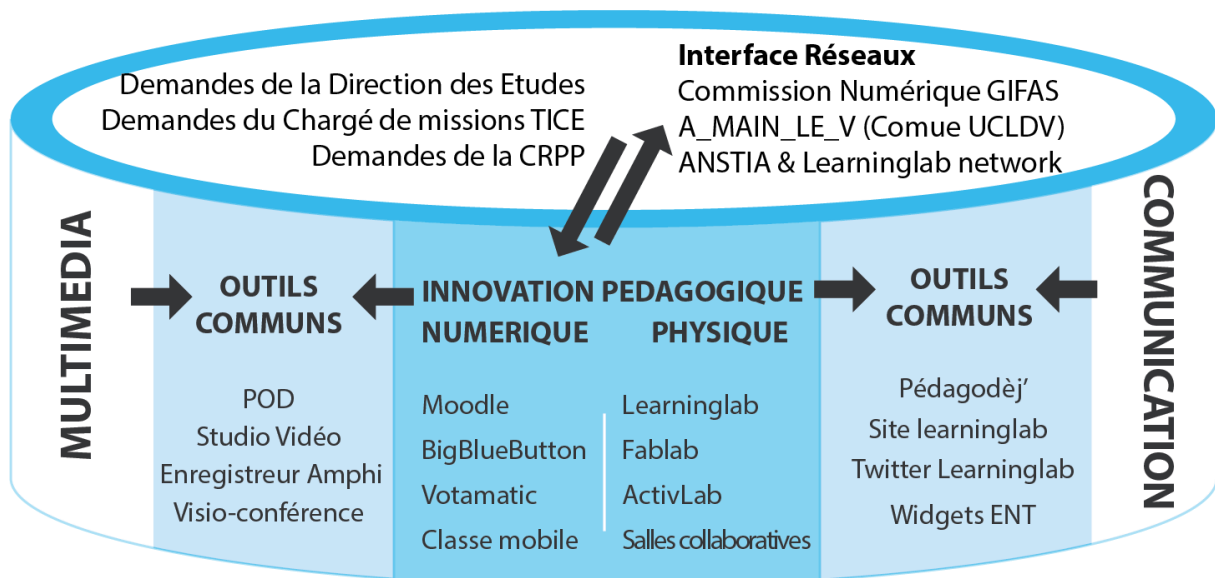 Demandes de la Direction des Etudes
Demandes du Chargé de missions TICE
Demandes de la CRPP
Interface Réseaux
Commission Numérique GIFAS
A_MAIN_LE_V (Comue UCLDV)
ANSTIA & Learninglab network
MULTIMEDIA
OUTILS
COMMUNS
POD
Studio Vidéo
Enregistreur Amphi
Visio-conférence
INNOVATION PEDAGOGIQUE
NUMERIQUE PHYSIQUE
Moodle
BigBlueButton
Votamatic
Classe mobile
Learninglab
Fablab
ActivLab
Salles collaboratives
OUTILS
COMMUNS
Pédagodèj’
Site learninglab
Twitter Learninglab
Widgets ENT
COMMUNICATION